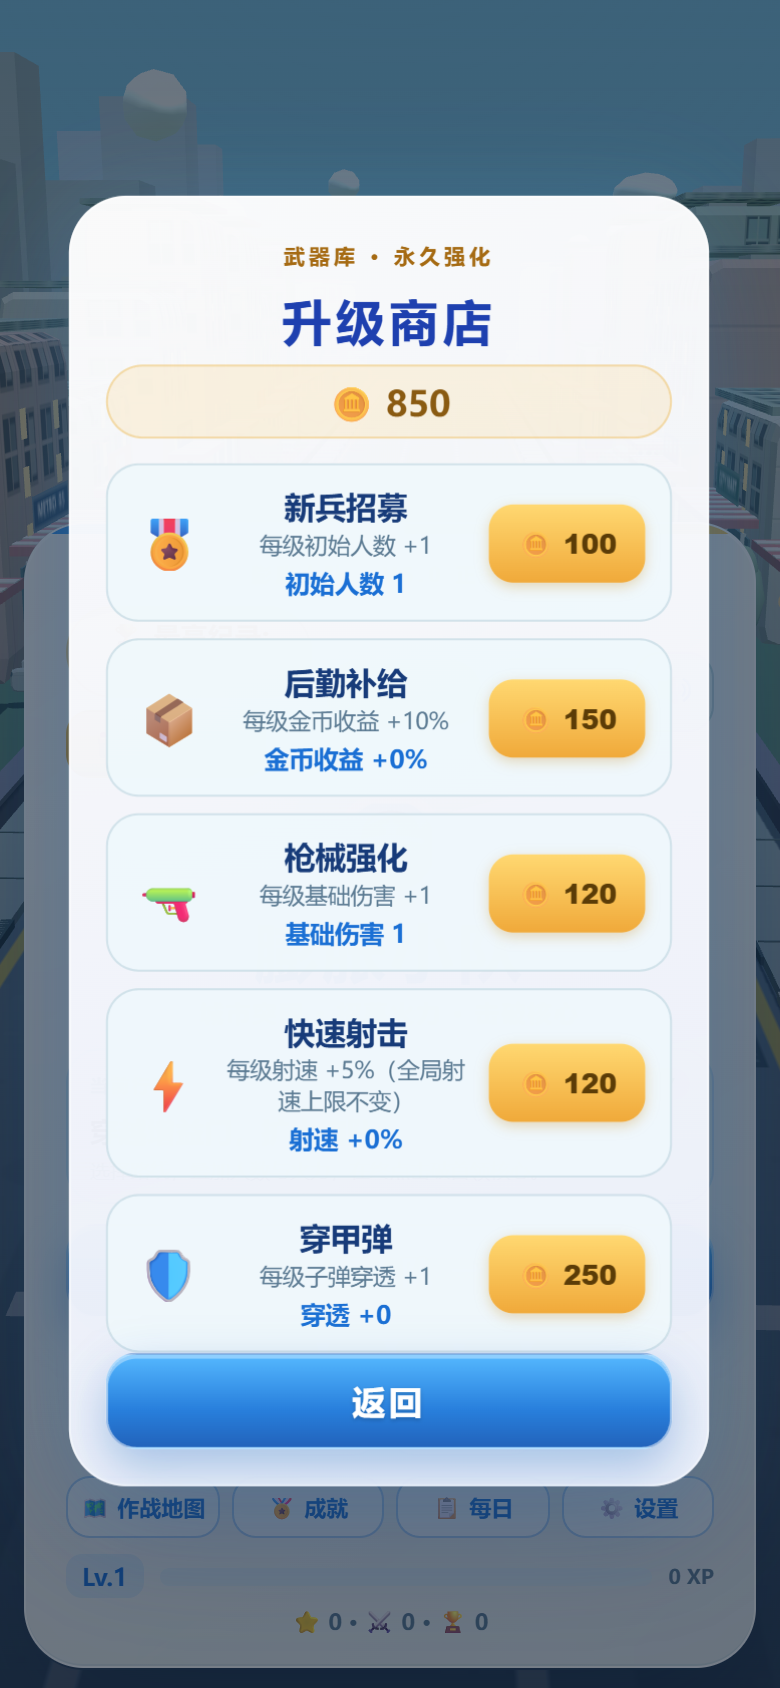 武器库 · 永久强化
升级商店
850
新兵招募
每级初始人数 +1
初始人数 1
100
后勤补给
每级金币收益 +10%
金币收益 +0%
150
枪械强化
每级基础伤害 +1
基础伤害 1
120
快速射击
每级射速 +5%（全局射
速上限不变）
射速 +0%
120
穿甲弹
每级子弹穿透 +1
穿透 +0
250
返回
作战地图 成就 每日 设置
Lv.1 0 XP
0 • 0 • 0